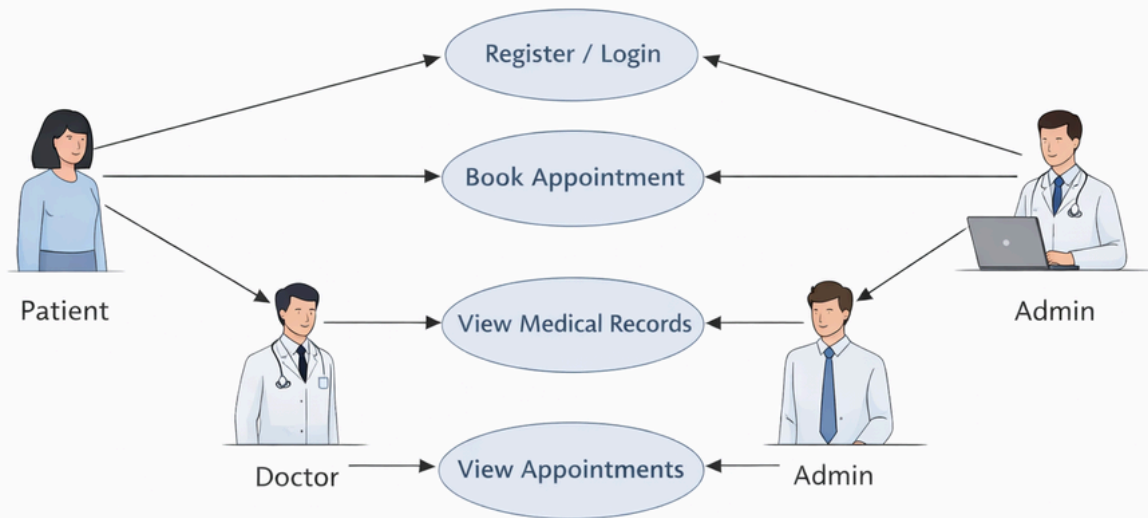 Register / Login
Book Appointment
Patient
Admin
View Medical Records
Doctor
View Appointments
Admin